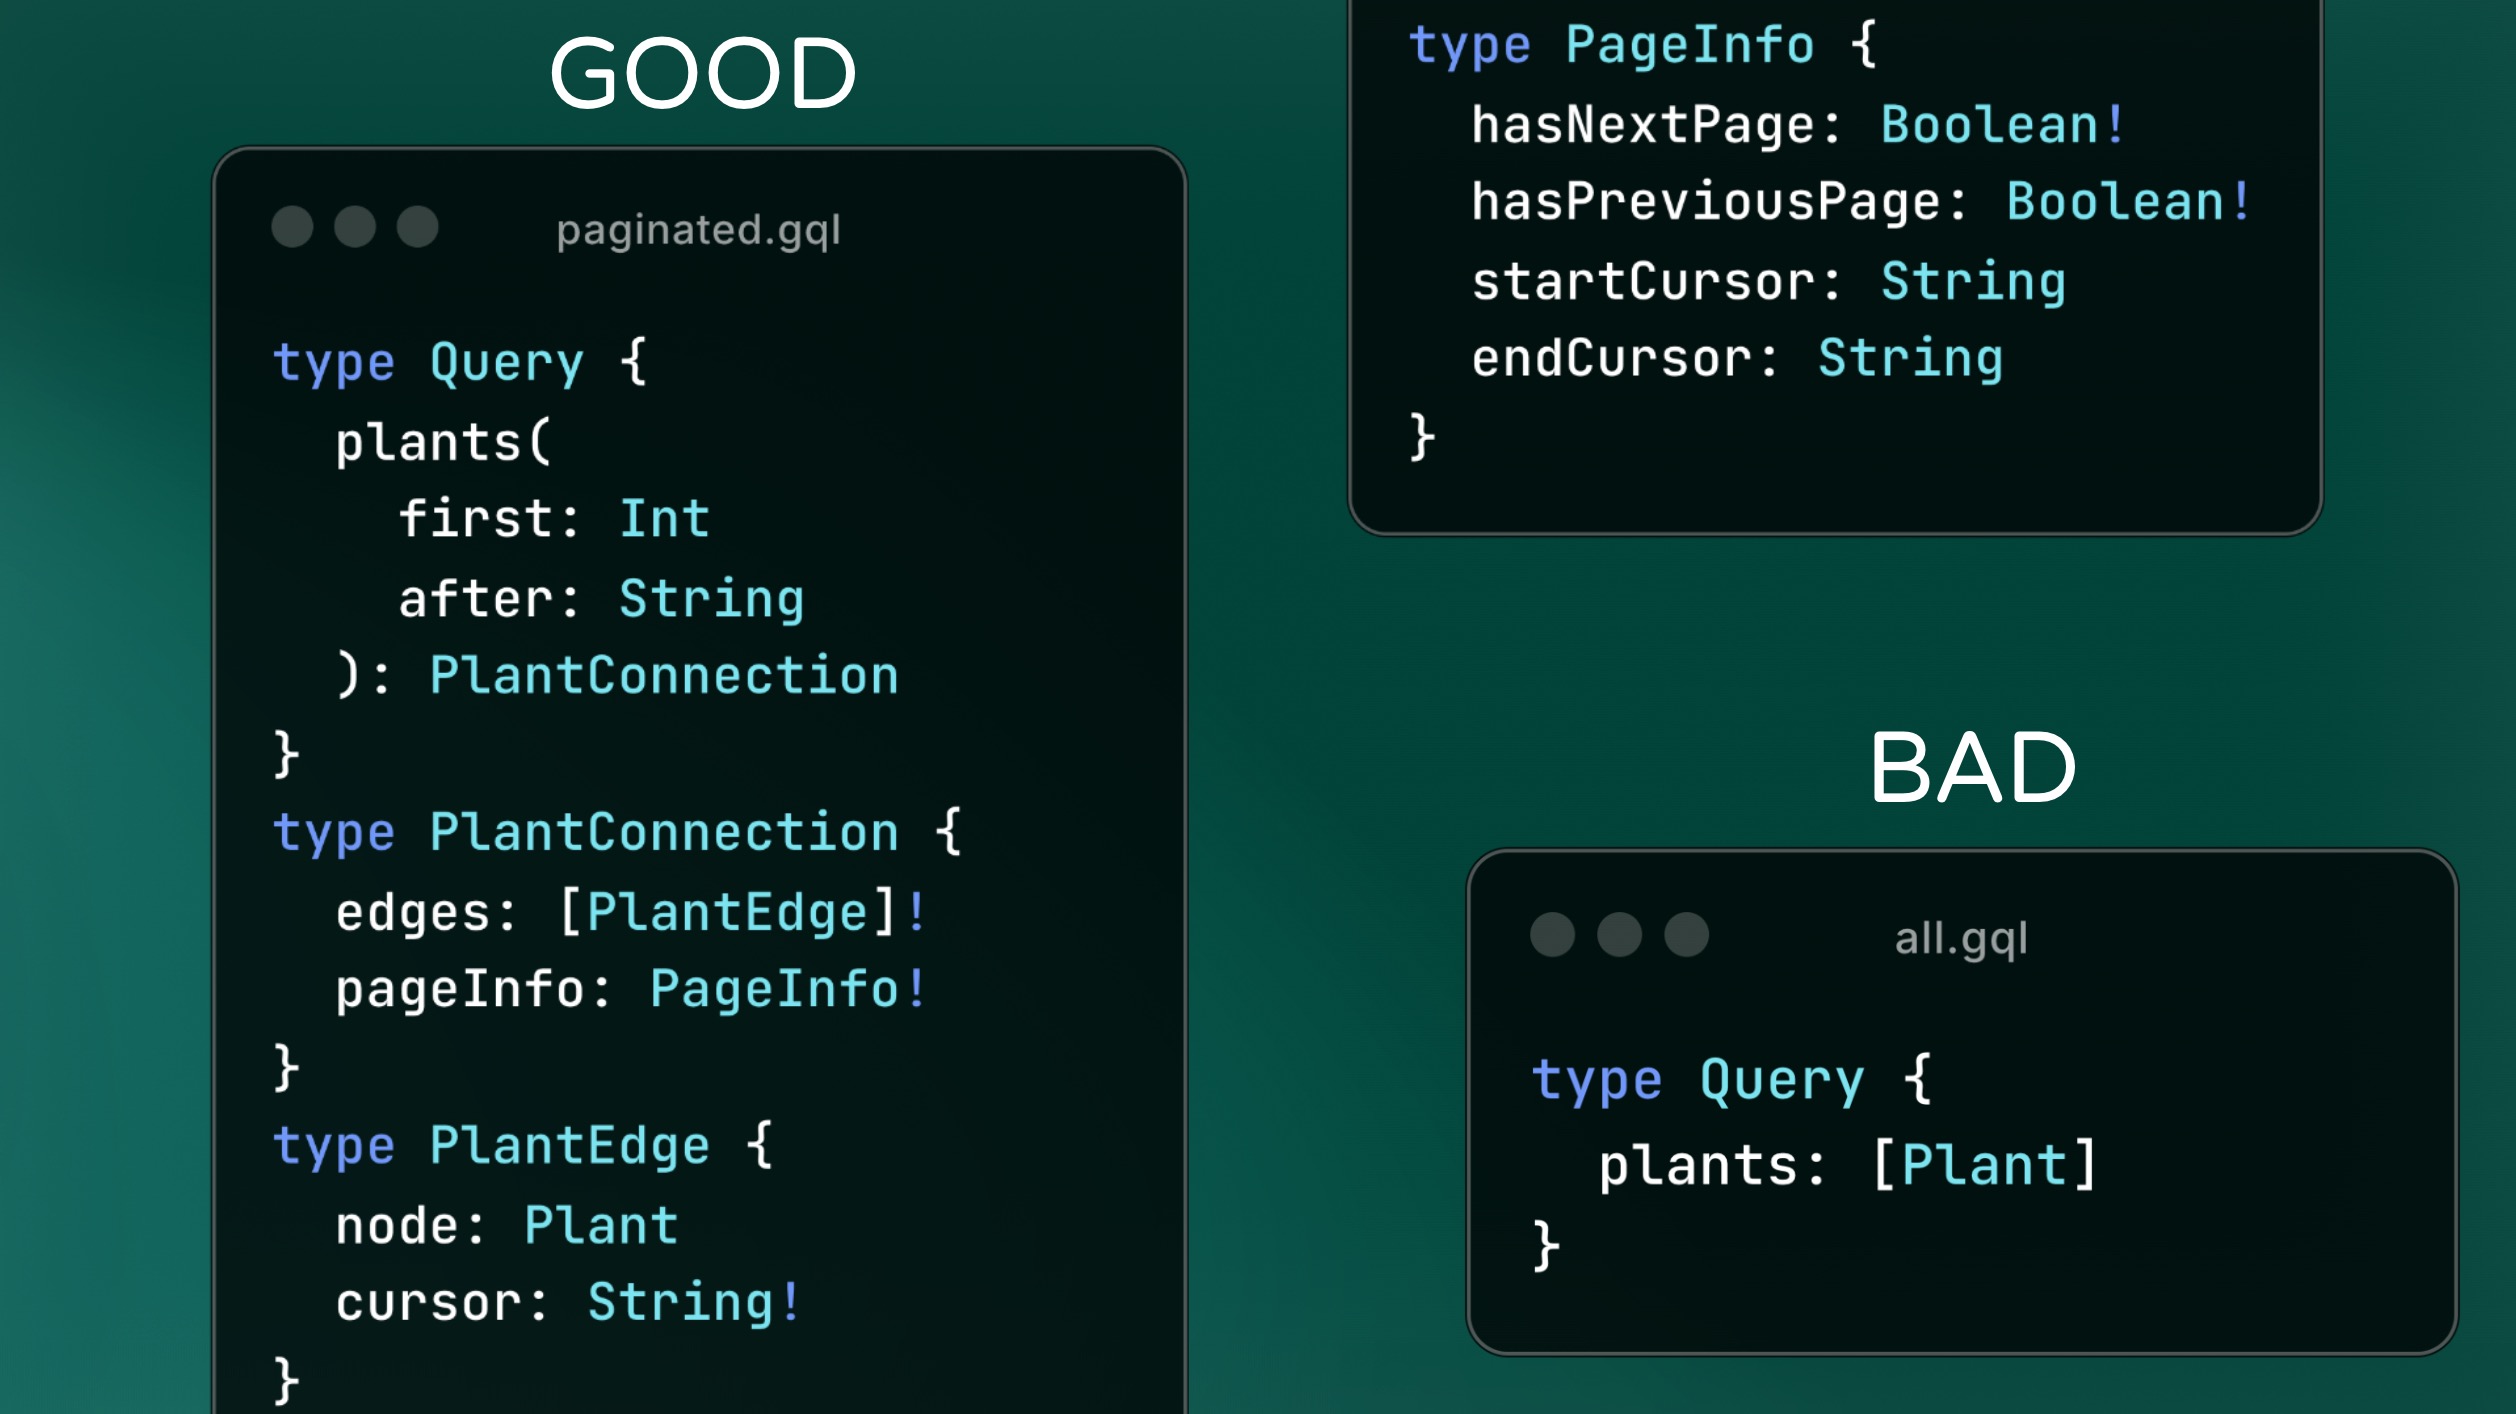 GOOD
paginated.gql
type Query {
  plants(
    first: Int
    after: String
  ): PlantConnection
}
type PlantConnection {
  edges: [PlantEdge]!
  pageInfo: PageInfo!
}
type PlantEdge {
  node: Plant
  cursor: String!
}
type PageInfo {
  hasNextPage: Boolean!
  hasPreviousPage: Boolean!
  startCursor: String
  endCursor: String
}
BAD
all.gql
type Query {
  plants: [Plant]
}